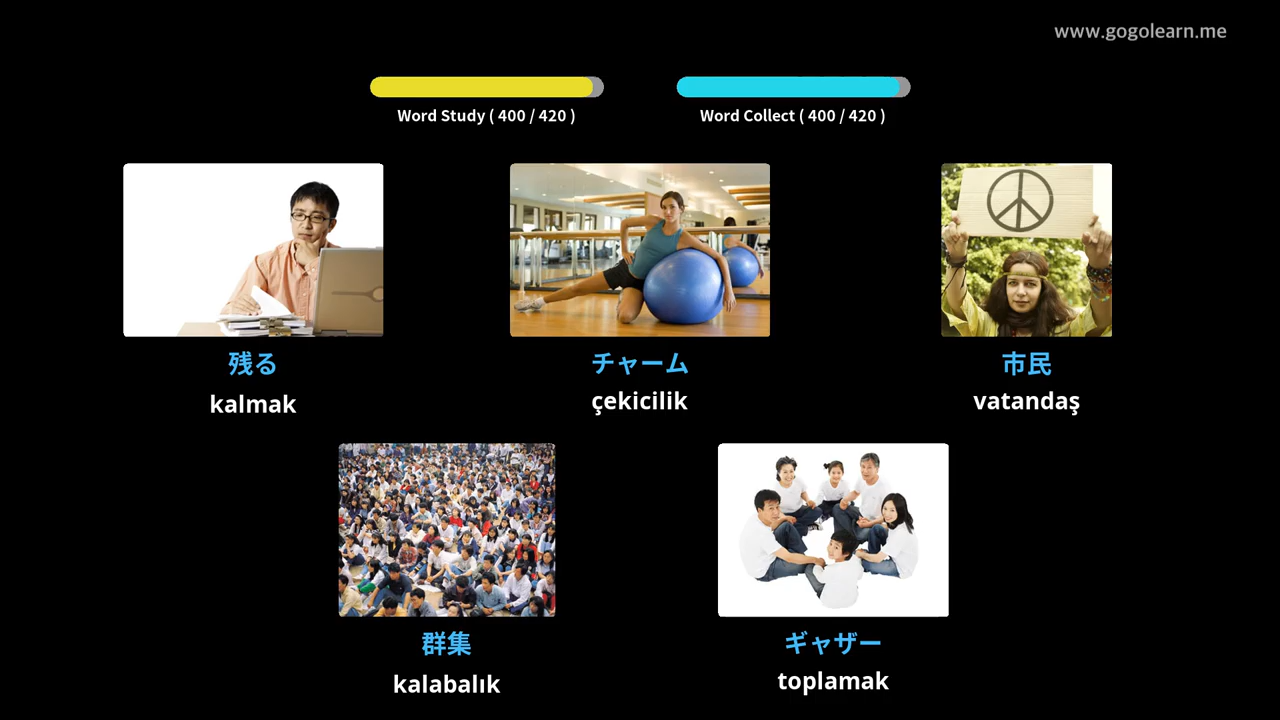 www.gogolearn.me
Word Study ( 400 / 420 )
Word Collect ( 400 / 420 )
残る
kalmak
チャーム
çekicilik
市民
vatandaş
群集
kalabalık
ギャザー
toplamak